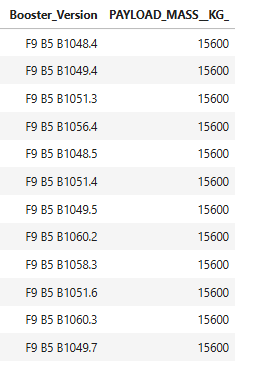 Booster_Version PAYLOAD_MASS__KG_
F9 B5 B1048.4 15600
F9 B5 B1049.4 15600
F9 B5 B1051.3 15600
F9 B5 B1056.4 15600
F9 B5 B1048.5 15600
F9 B5 B1051.4 15600
F9 B5 B1049.5 15600
F9 B5 B1060.2 15600
F9 B5 B1058.3 15600
F9 B5 B1051.6 15600
F9 B5 B1060.3 15600
F9 B5 B1049.7 15600